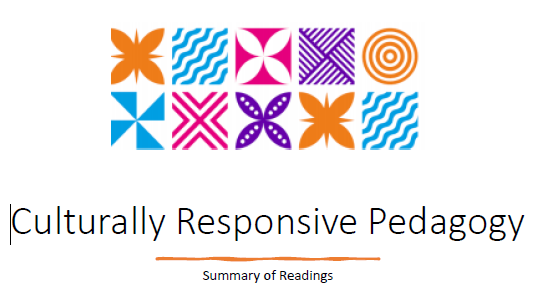 Culturally Responsive Pedagogy
Summary of Readings